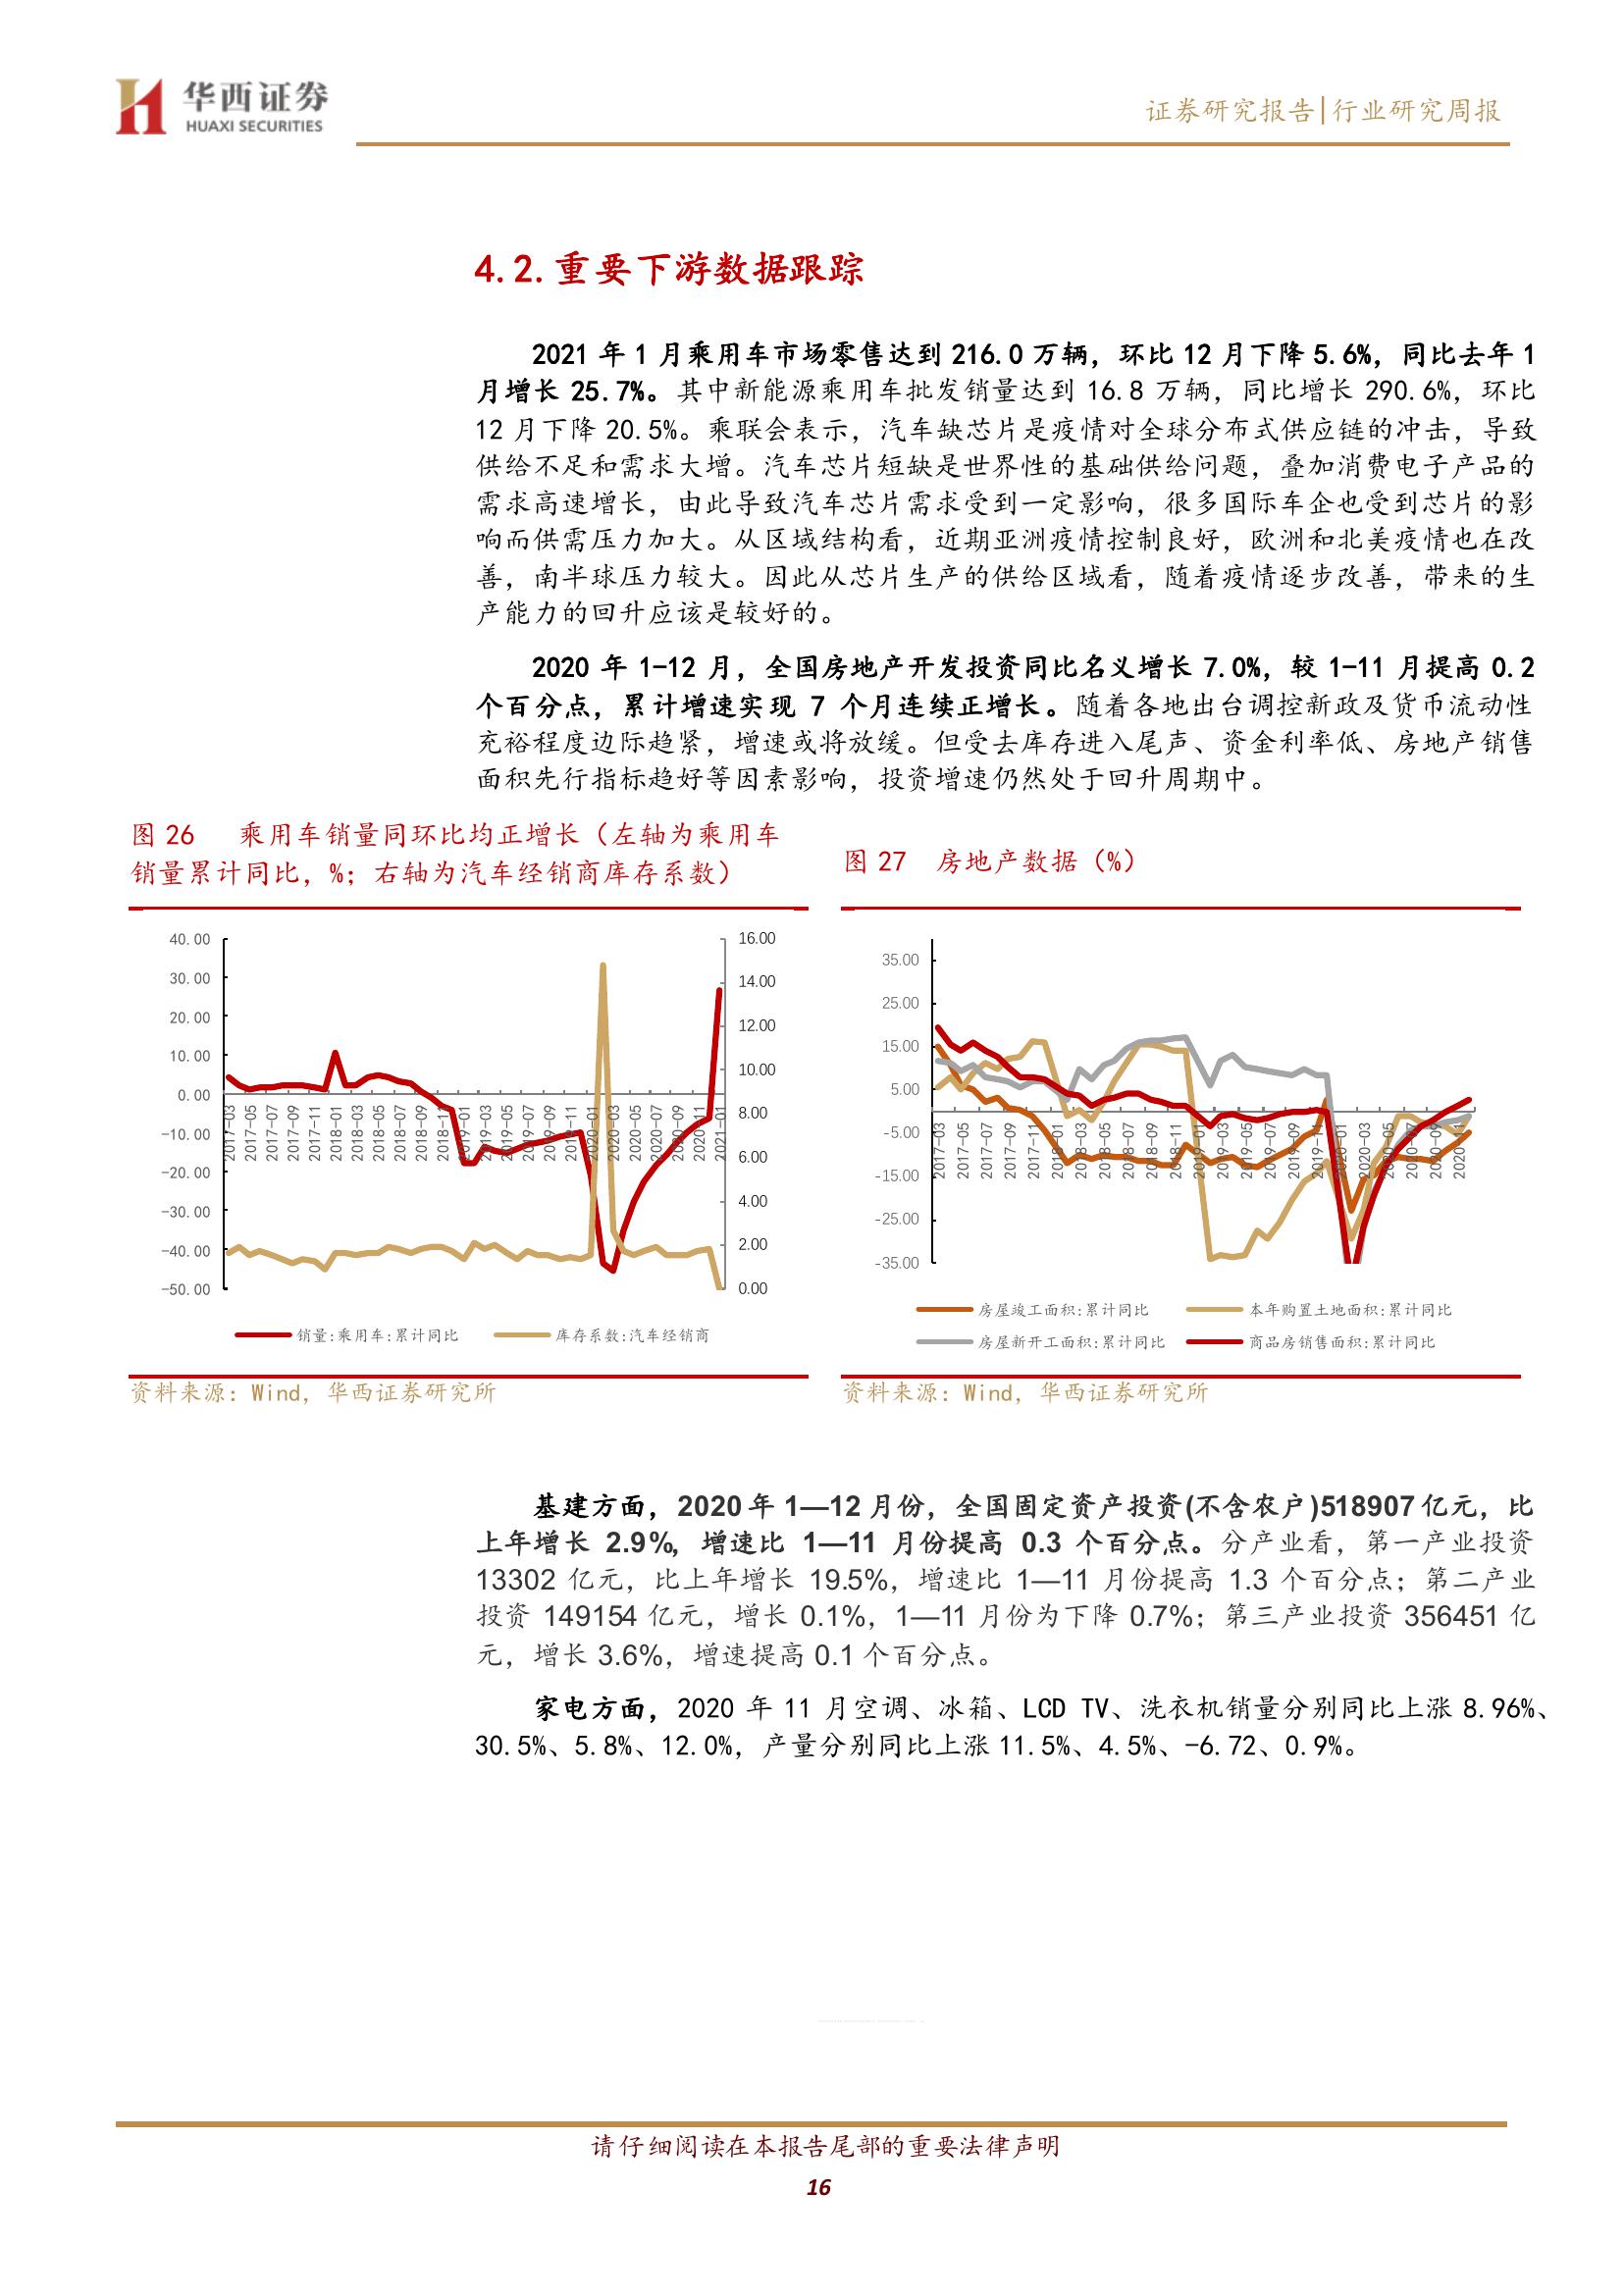 华西证券
HUAXI SECURITIES
证券研究报告|行业研究周报
4.2.重要下游数据跟踪
2021 年 1 月乘用车市场零售达到 216.0 万辆，环比 12 月下降 5.6%，同比去年 1
月增长 25.7%。其中新能源乘用车批发销量达到 16.8 万辆，同比增长 290.6%，环比
12 月下降 20.5%。乘联会表示，汽车缺芯片是疫情对全球分布式供应链的冲击，导致
供给不足和需求大增。汽车芯片短缺是世界性的基础供给问题，叠加消费电子产品的
需求高速增长，由此导致汽车芯片需求受到一定影响，很多国际车企也受到芯片的影
响而供需压力加大。从区域结构看，近期亚洲疫情控制良好，欧洲和北美疫情也在改
善，南半球压力较大。因此从芯片生产的供给区域看，随着疫情逐步改善，带来的生
产能力的回升应该是较好的。
2020 年 1-12 月，全国房地产开发投资同比名义增长 7.0%，较 1-11 月提高 0.2
个百分点，累计增速实现 7 个月连续正增长。随着各地出台调控新政及货币流动性
充裕程度边际趋紧，增速或将放缓。但受去库存进入尾声、资金利率低、房地产销售
面积先行指标趋好等因素影响，投资增速仍然处于回升周期中。
图 26 乘用车销量同环比均正增长（左轴为乘用车
销量累计同比，%；右轴为汽车经销商库存系数）
40.00
30.00
20.00
10.00
0.00
-10.00
-20.00
-30.00
-40.00
-50.00
16.00
14.00
12.00
10.00
8.00
6.00
4.00
2.00
0.00
2017-03
2017-05
2017-07
2017-09
2017-11
2018-01
2018-03
2018-05
2018-07
2018-09
2018-11
2019-01
2019-03
2019-05
2019-07
2019-09
2019-11
2020-01
2020-03
2020-05
2020-07
2020-09
2020-11
2021-01
销量:乘用车:累计同比
库存系数:汽车经销商
资料来源：Wind，华西证券研究所
图 27 房地产数据（%）
35.00
25.00
15.00
5.00
-5.00
-15.00
-25.00
-35.00
2017-03
2017-05
2017-07
2017-09
2017-11
2018-01
2018-03
2018-05
2018-07
2018-09
2018-11
2019-01
2019-03
2019-05
2019-07
2019-09
2019-11
2020-01
2020-03
2020-05
2020-07
2020-09
2020-11
房屋竣工面积:累计同比
本年购置土地面积:累计同比
房屋新开工面积:累计同比
商品房销售面积:累计同比
资料来源：Wind，华西证券研究所
基建方面，2020 年 1—12 月份，全国固定资产投资(不含农户)518907 亿元，比
上年增长 2.9%，增速比 1—11 月份提高 0.3 个百分点。分产业看，第一产业投资
13302 亿元，比上年增长 19.5%，增速比 1—11 月份提高 1.3 个百分点；第二产业
投资 149154 亿元，增长 0.1%，1—11 月份为下降 0.7%；第三产业投资 356451 亿
元，增长 3.6%，增速提高 0.1 个百分点。
家电方面，2020 年 11 月空调、冰箱、LCD TV、洗衣机销量分别同比上涨 8.96%、
30.5%、5.8%、12.0%，产量分别同比上涨 11.5%、4.5%、-6.72、0.9%。
请仔细阅读在本报告尾部的重要法律声明
16